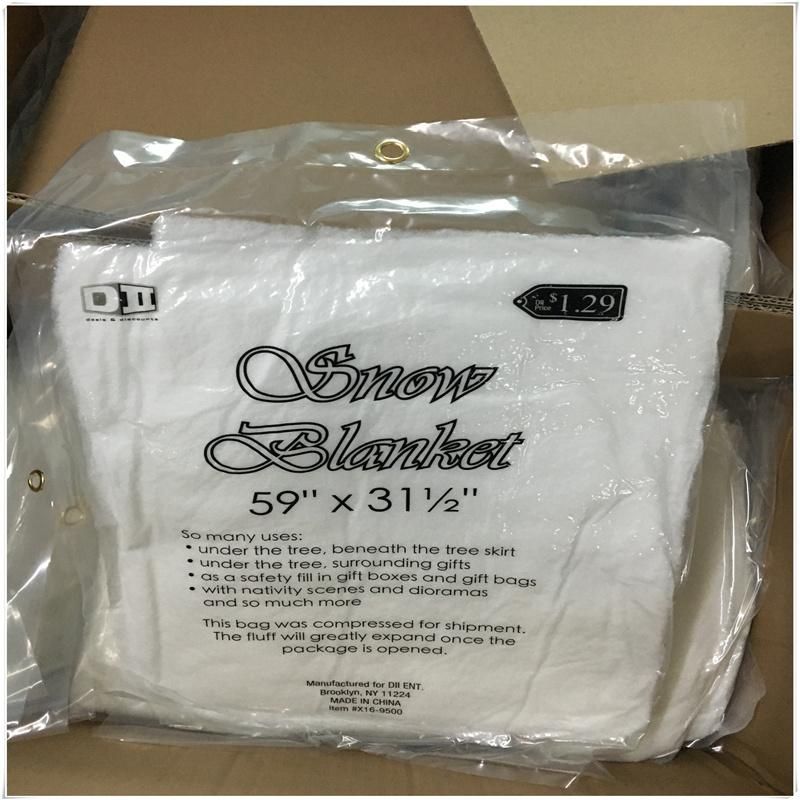 DII
deals & discounts
DII
Price
$1.29
Snow
Blanket
59" x 31½"
So many uses:
• under the tree, beneath the tree skirt
• under the tree, surrounding gifts
• as a safety fill in gift boxes and gift bags
• with nativity scenes and dioramas
and so much more
This bag was compressed for shipment.
The fluff will greatly expand once the
package is opened.
Manufactured for DII ENT.
Brooklyn, NY 11224
MADE IN CHINA
Item #X16-9500